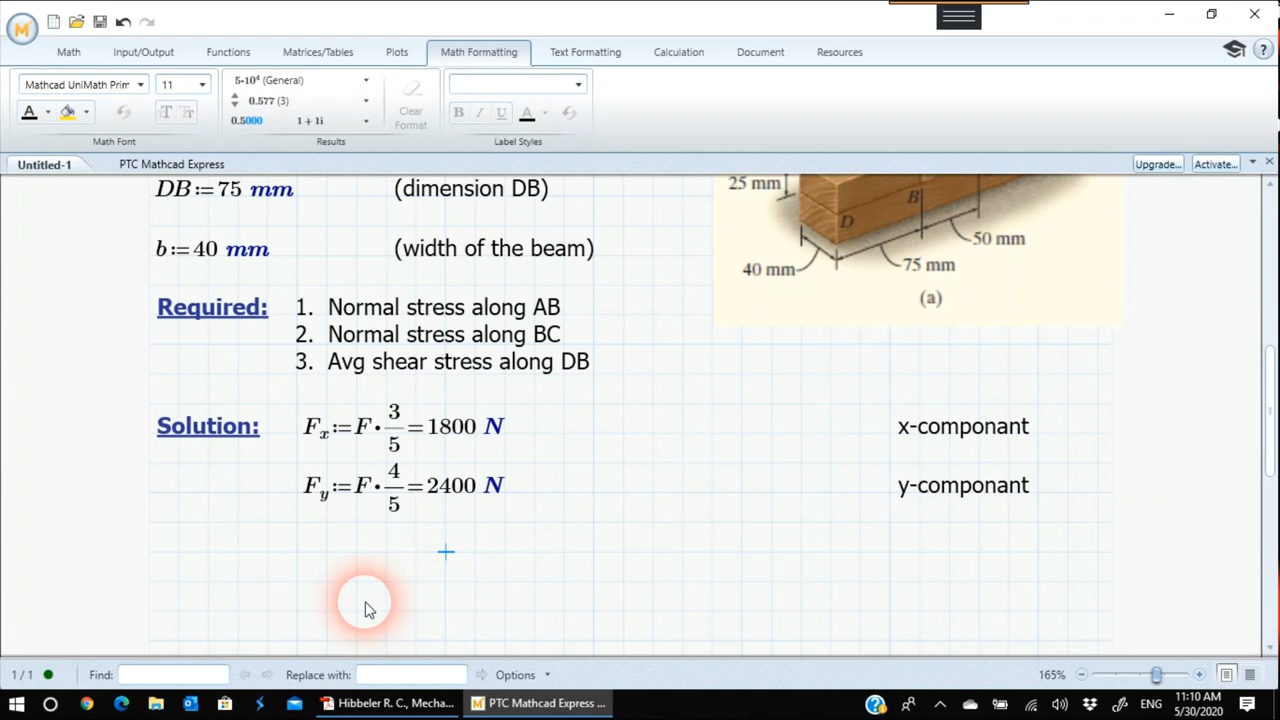 Math Input/Output Functions Matrices/Tables Plots Math Formatting Text Formatting Calculation Document Resources
Mathcad UniMath Prim 11
5•10⁴ (General)
0.577 (3)
0.5000 1 + 1i
Clear Format
B I U A
Math Font Results Label Styles
Untitled-1 PTC Mathcad Express Upgrade... Activate...
DB:=75 mm (dimension DB)
b:=40 mm (width of the beam)
25 mm
B
D
50 mm
75 mm
40 mm
(a)
Required: 1. Normal stress along AB
2. Normal stress along BC
3. Avg shear stress along DB
Solution: Fₓ:=F•3/5=1800 N x-componant
F_y:=F•4/5=2400 N y-componant
1 / 1 Find: Replace with: Options 165%
Hibbeler R. C., Mecha... PTC Mathcad Express ... ENG 11:10 AM
5/30/2020